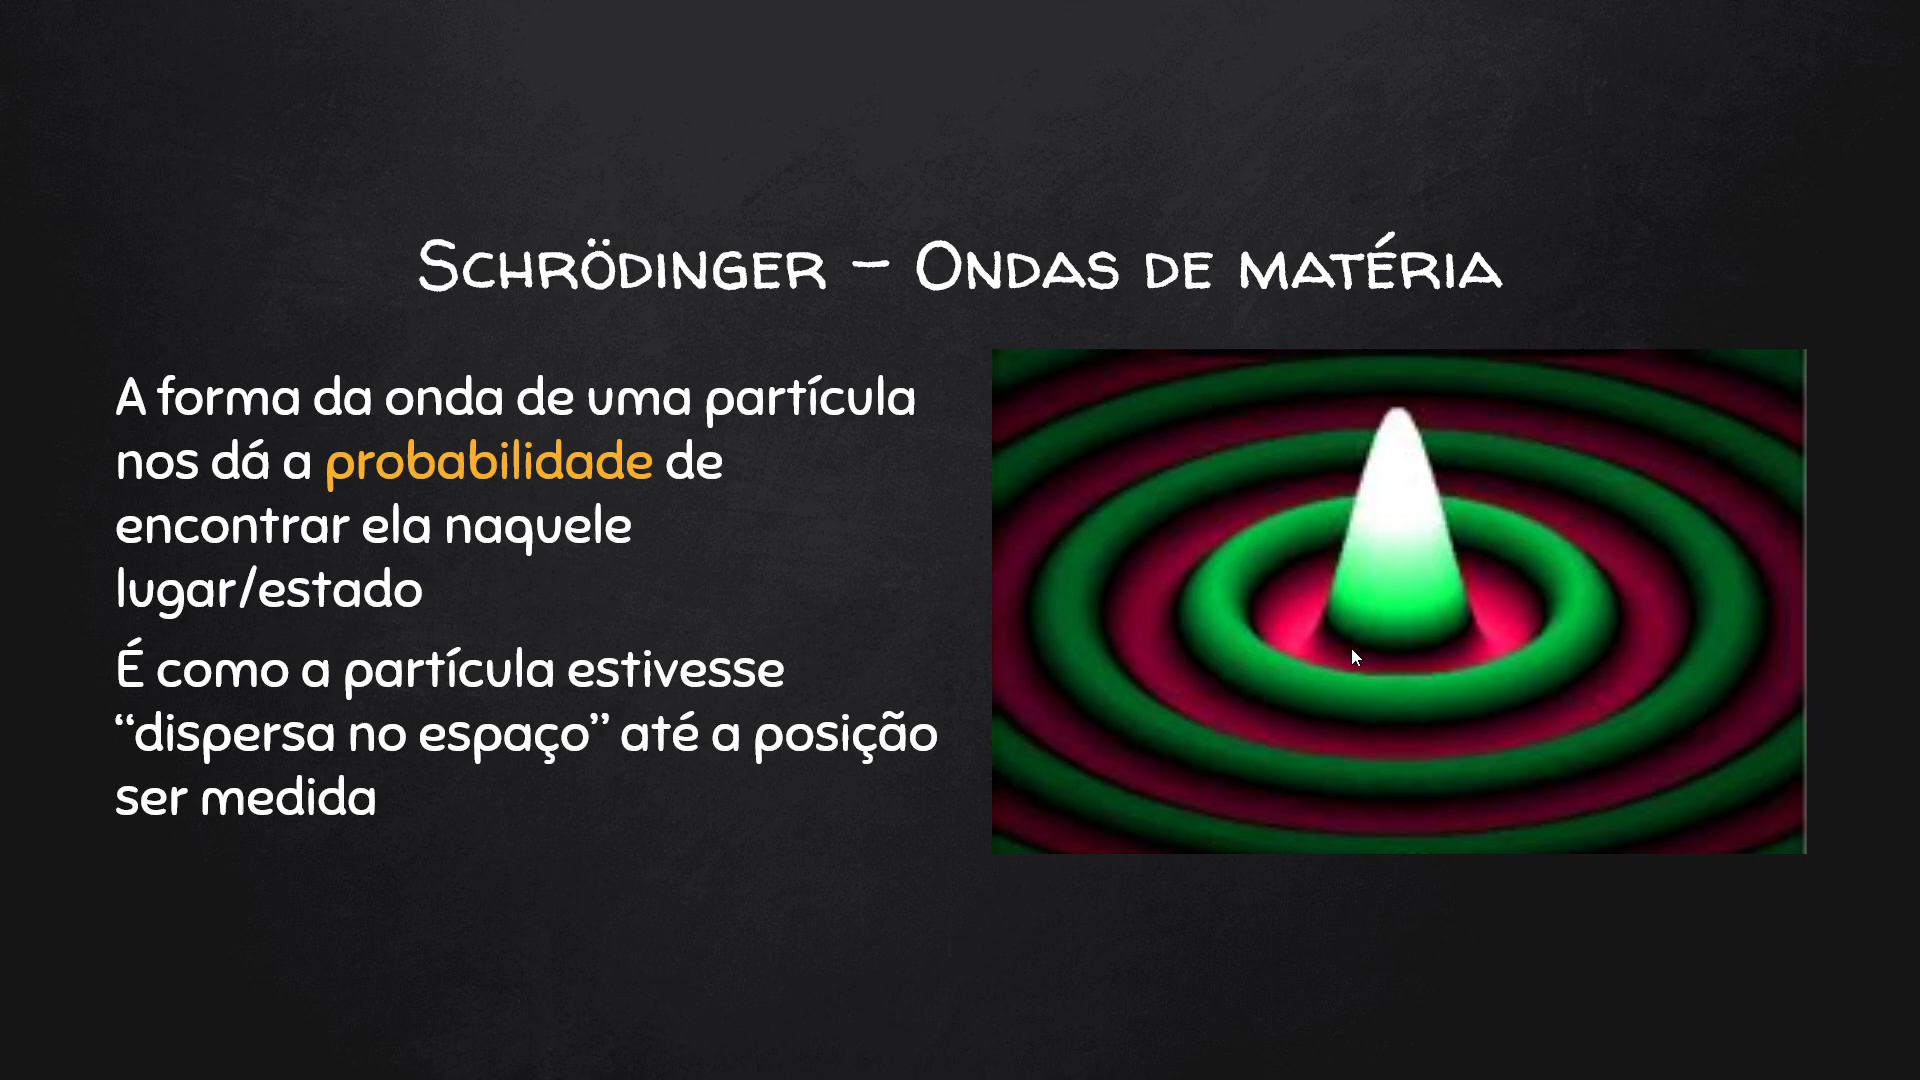 Schrödinger – Ondas de matéria
A forma da onda de uma partícula
nos dá a probabilidade de
encontrar ela naquele
lugar/estado
É como a partícula estivesse
“dispersa no espaço” até a posição
ser medida